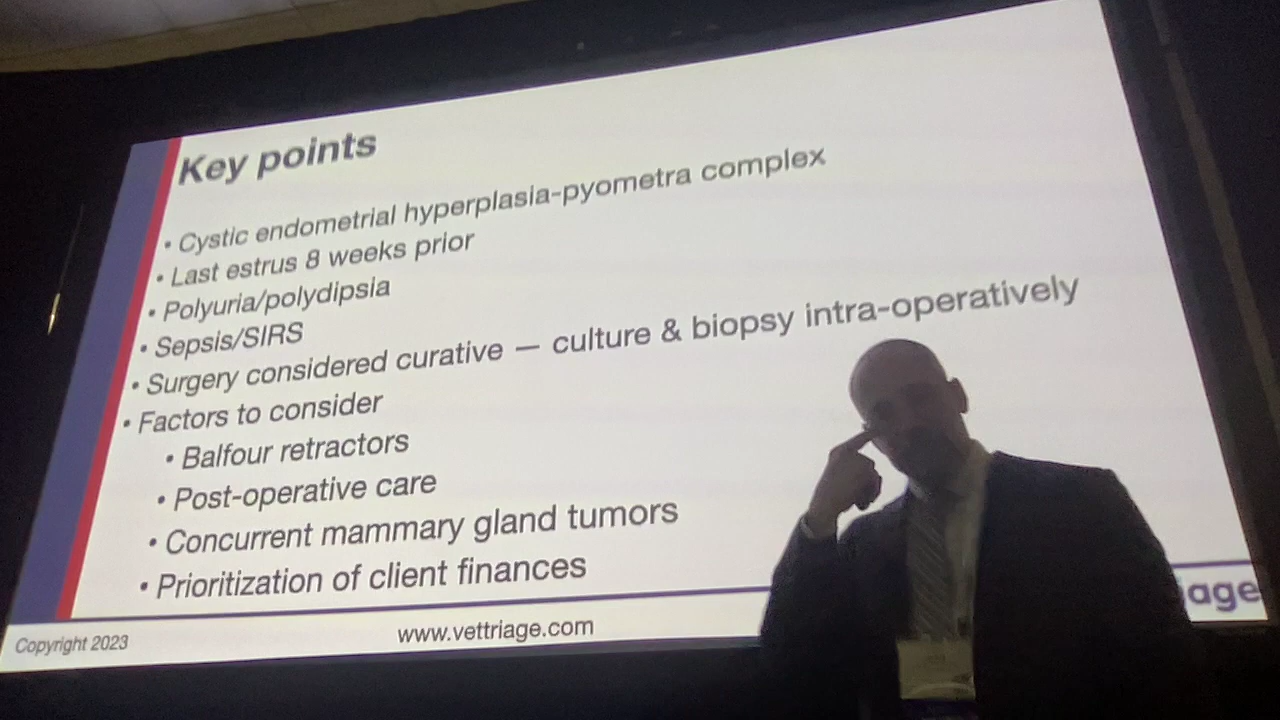 Key points
• Cystic endometrial hyperplasia-pyometra complex
• Last estrus 8 weeks prior
• Polyuria/polydipsia
• Sepsis/SIRS
• Surgery considered curative — culture & biopsy intra-operatively
• Factors to consider
• Balfour retractors
• Post-operative care
• Concurrent mammary gland tumors
• Prioritization of client finances
Copyright 2023
www.vettriage.com
iage